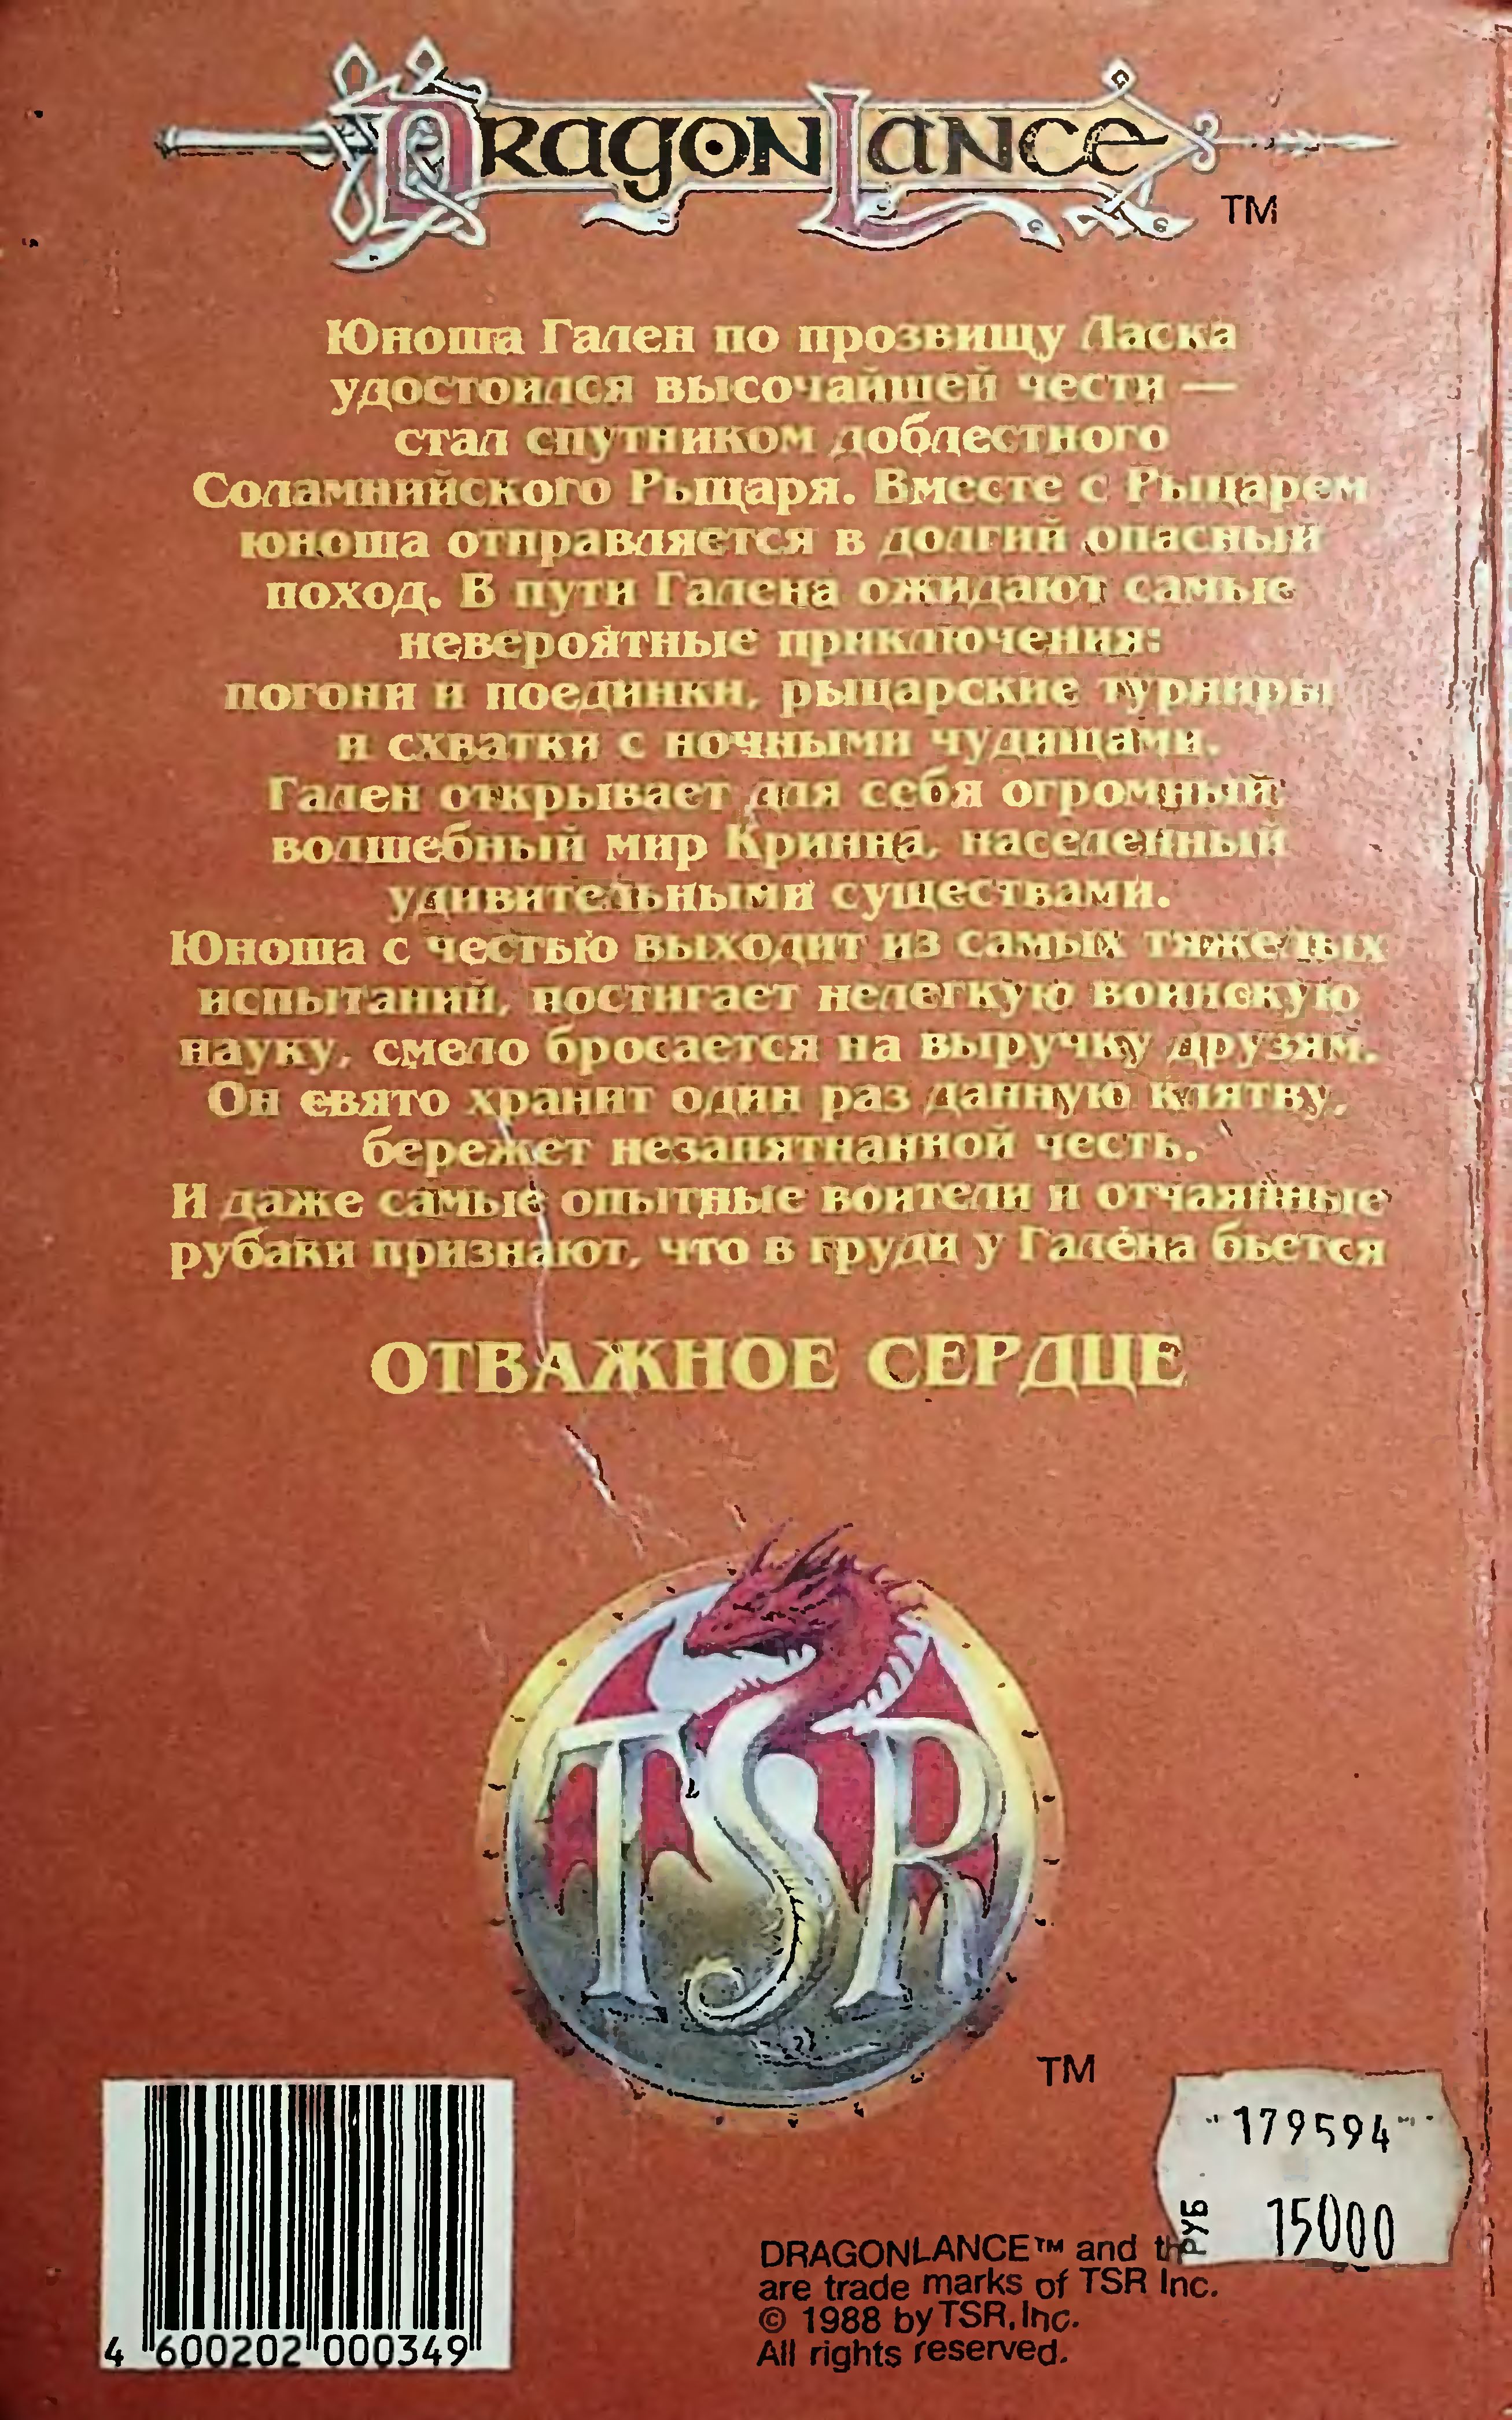 DRAGONLANCE
TM
Юноша Гален по прозвищу Ласка
удостоился высочайшей чести —
стал спутником доблестного
Соламнийского Рыцаря. Вместе с Рыцарем
юноша отправляется в долгий опасный
поход. В пути Галена ожидают самые
невероятные приключения:
погони и поединки, рыцарские турниры
и схватки с ночными чудищами.
Гален открывает для себя огромный
волшебный мир Кринна, населенный
удивительными существами.
Юноша с честью выходит из самых тяжелых
испытаний, постигает нелегкую воинскую
науку, смело бросается на выручку друзям.
Он свято хранит один раз данную клятву,
бережет незапятнанной честь.
И даже самые опытные воители и отчаянные
рубаки признают, что в груди у Галена бьется
ОТВАЖНОЕ СЕРДЦЕ
TSR
TM
179594
РУБ 15000
DRAGONLANCE™ and
are trade marks of TSR Inc.
© 1988 by TSR, Inc.
All rights reserved.
4 600202 000349